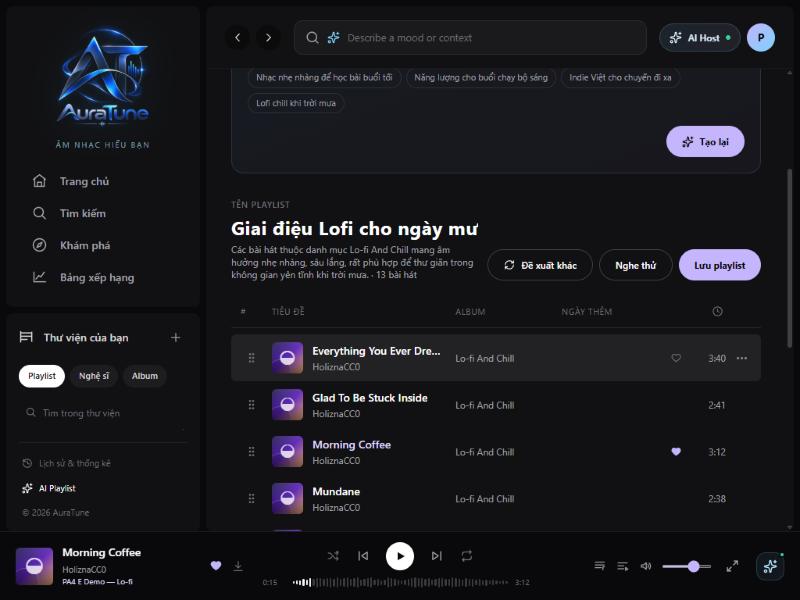 AuraTune
ÂM NHẠC HIỂU BẠN
Trang chủ
Tìm kiếm
Khám phá
Bảng xếp hạng
Thư viện của bạn
Playlist
Nghệ sĩ
Album
Tìm trong thư viện
Lịch sử & thống kê
AI Playlist
© 2026 AuraTune
Describe a mood or context
AI Host
P
Nhạc nhẹ nhàng để học bài buổi tối
Năng lượng cho buổi chạy bộ sáng
Indie Việt cho chuyến đi xa
Lofi chill khi trời mưa
Tạo lại
TÊN PLAYLIST
Giai điệu Lofi cho ngày mư
Các bài hát thuộc danh mục Lo-fi And Chill mang âm
hưởng nhẹ nhàng, sâu lắng, rất phù hợp để thư giãn trong
không gian yên tĩnh khi trời mưa. · 13 bài hát
Đề xuất khác
Nghe thử
Lưu playlist
# TIÊU ĐỀ ALBUM NGÀY THÊM
Everything You Ever Dre...
HoliznaCC0
Lo-fi And Chill
3:40
Glad To Be Stuck Inside
HoliznaCC0
Lo-fi And Chill
2:41
Morning Coffee
HoliznaCC0
Lo-fi And Chill
3:12
Mundane
HoliznaCC0
Lo-fi And Chill
2:38
Morning Coffee
HoliznaCC0
PA4 E Demo — Lo-fi
0:15
3:12